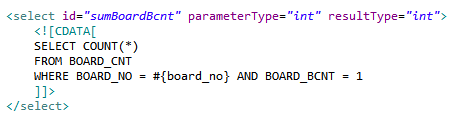 <select id="sumBoardBcnt" parameterType="int" resultType="int">
<![CDATA[
SELECT COUNT(*)
FROM BOARD_CNT
WHERE BOARD_NO = #{board_no} AND BOARD_BCNT = 1
]]>
</select>